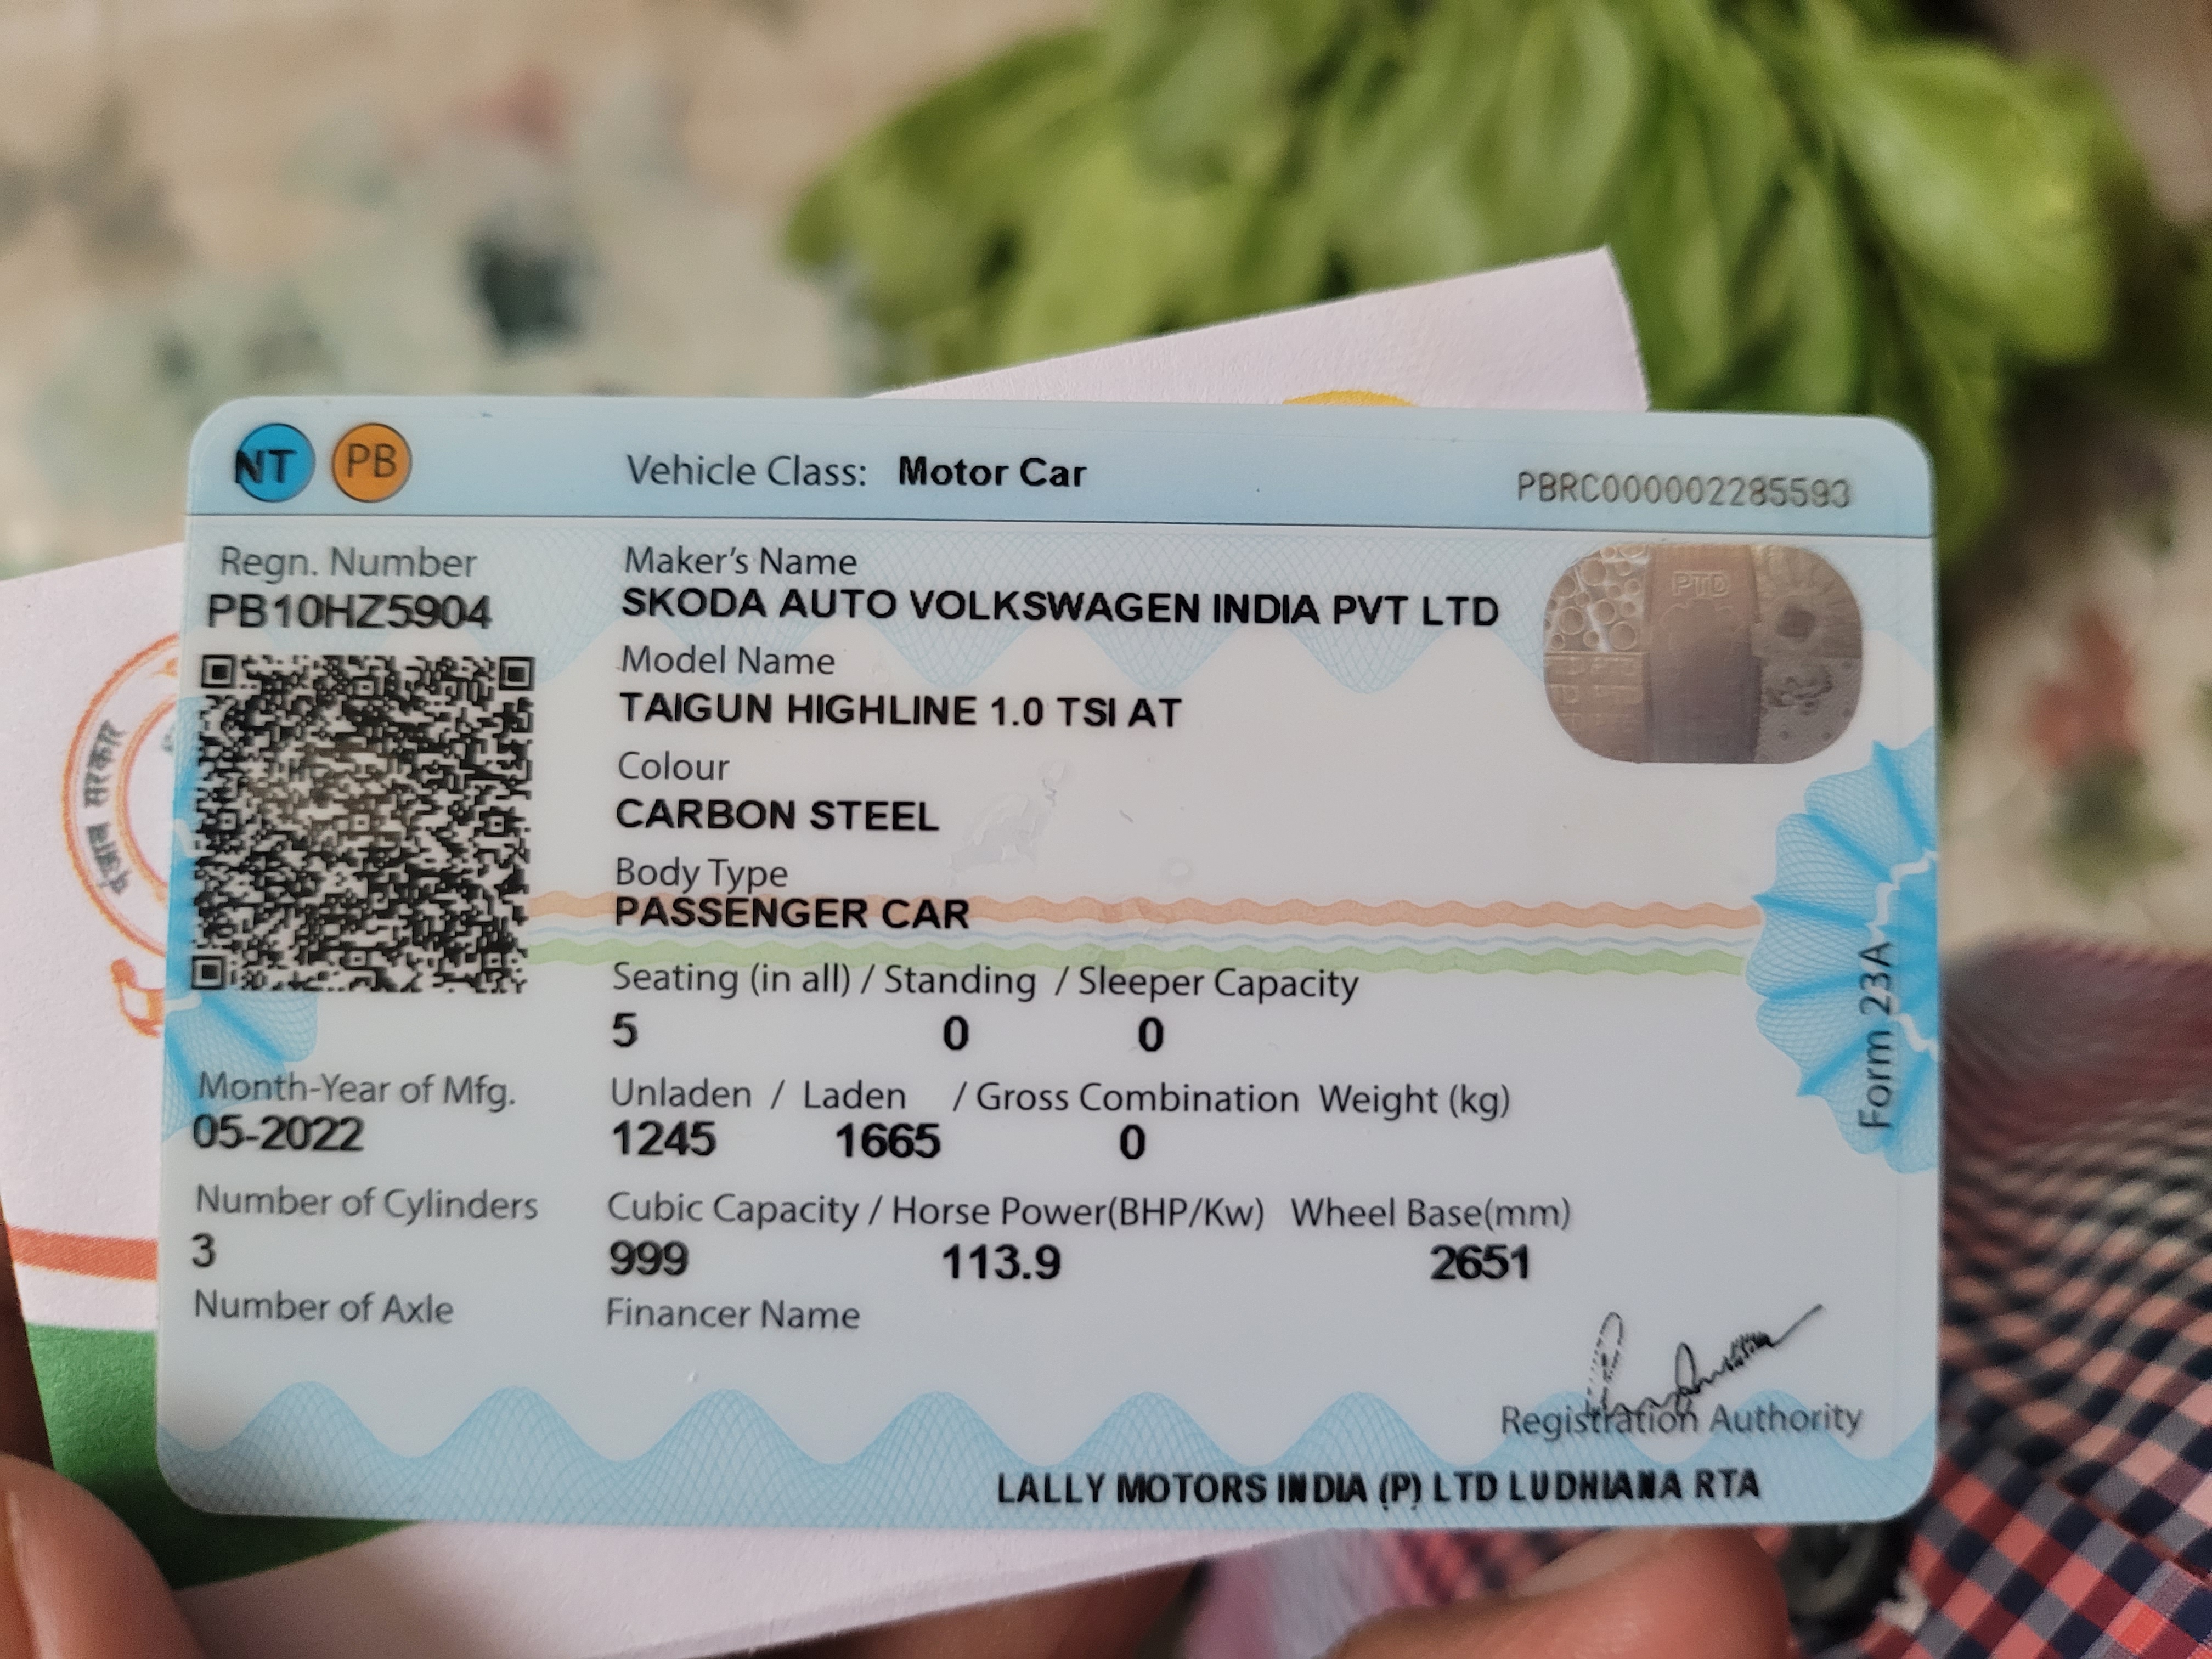 NT PB Vehicle Class: Motor Car PBRC000002285593
Regn. Number
PB10HZ5904
Maker's Name
SKODA AUTO VOLKSWAGEN INDIA PVT LTD
PTD
Model Name
TAIGUN HIGHLINE 1.0 TSI AT
Colour
CARBON STEEL
Body Type
PASSENGER CAR
Seating (in all) / Standing / Sleeper Capacity
5 0 0
Month-Year of Mfg.
05-2022
Unladen / Laden / Gross Combination Weight (kg)
1245 1665 0
Number of Cylinders
3
Cubic Capacity / Horse Power(BHP/Kw) Wheel Base(mm)
999 113.9 2651
Number of Axle
Financer Name
Registration Authority
LALLY MOTORS INDIA (P) LTD LUDHIANA RTA
Form 23A
पंजाब सरकार